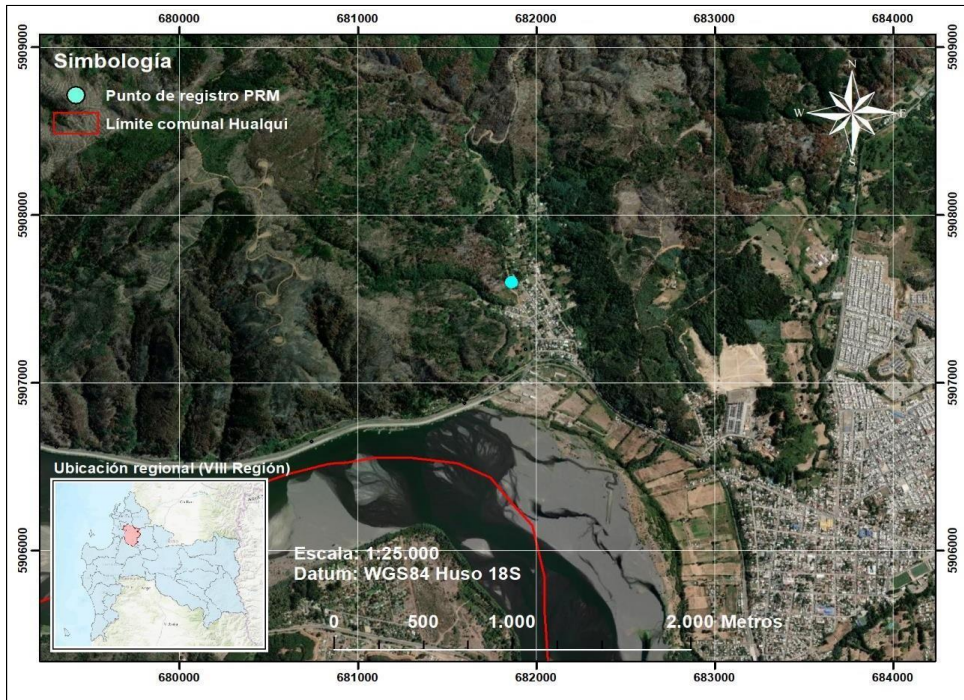 680000 681000 682000 683000 684000
5909000 5909000
Simbología
Punto de registro PRM
Límite comunal Hualqui
N
W E
S
5908000 5908000
5907000 5907000
Ubicación regional (VIII Región)
5906000 5906000
Escala: 1:25.000
Datum: WGS84 Huso 18S
0 500 1.000 2.000 Metros
680000 681000 682000 683000 684000